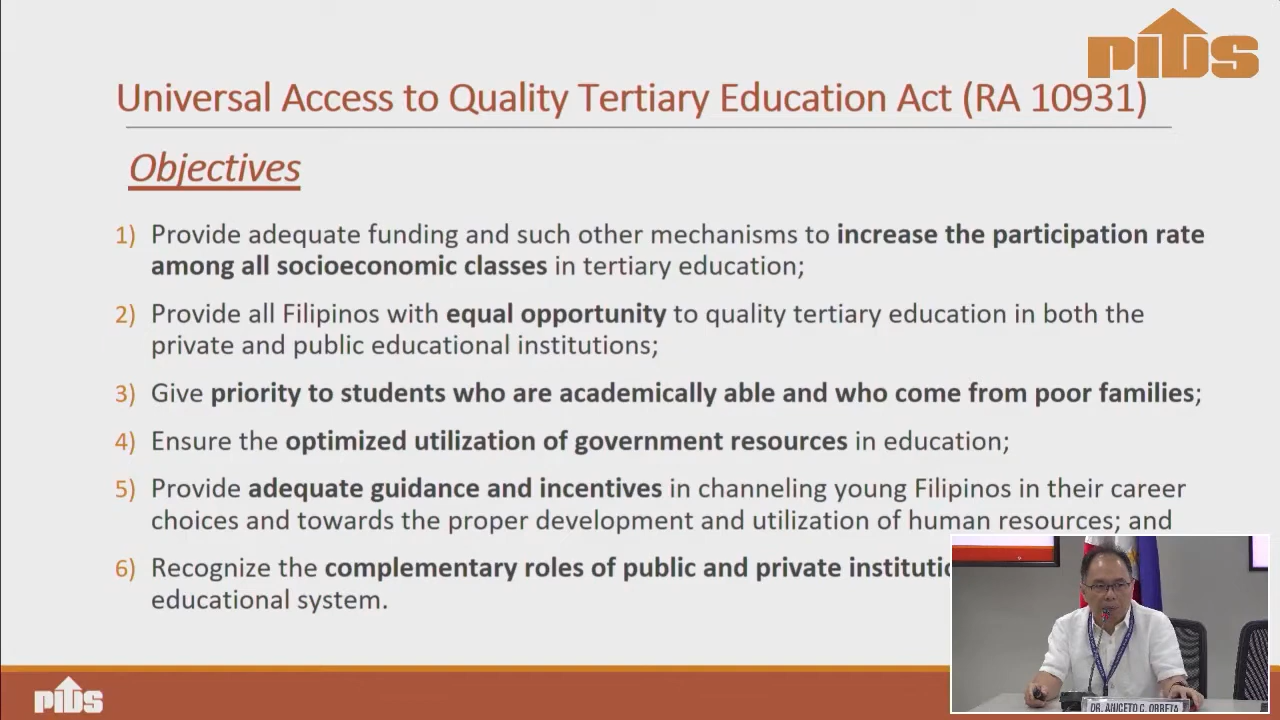 PIDS
Universal Access to Quality Tertiary Education Act (RA 10931)
Objectives
1) Provide adequate funding and such other mechanisms to increase the participation rate
among all socioeconomic classes in tertiary education;
2) Provide all Filipinos with equal opportunity to quality tertiary education in both the
private and public educational institutions;
3) Give priority to students who are academically able and who come from poor families;
4) Ensure the optimized utilization of government resources in education;
5) Provide adequate guidance and incentives in channeling young Filipinos in their career
choices and towards the proper development and utilization of human resources; and
6) Recognize the complementary roles of public and private institutio
educational system.
PIDS
DR. ANICETO C. ORBETA